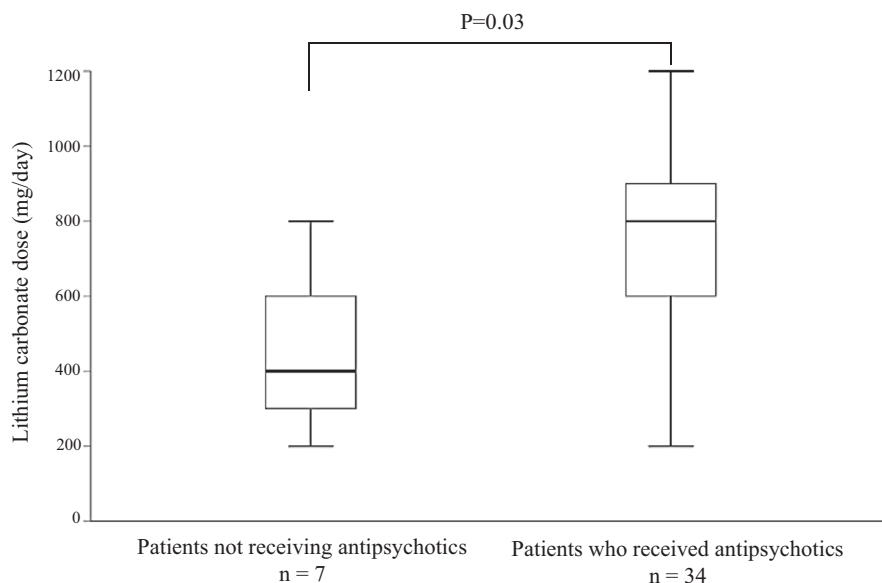 P=0.03
Lithium carbonate dose (mg/day)
1200
1000
800
600
400
200
0
Patients not receiving antipsychotics
n = 7
Patients who received antipsychotics
n = 34